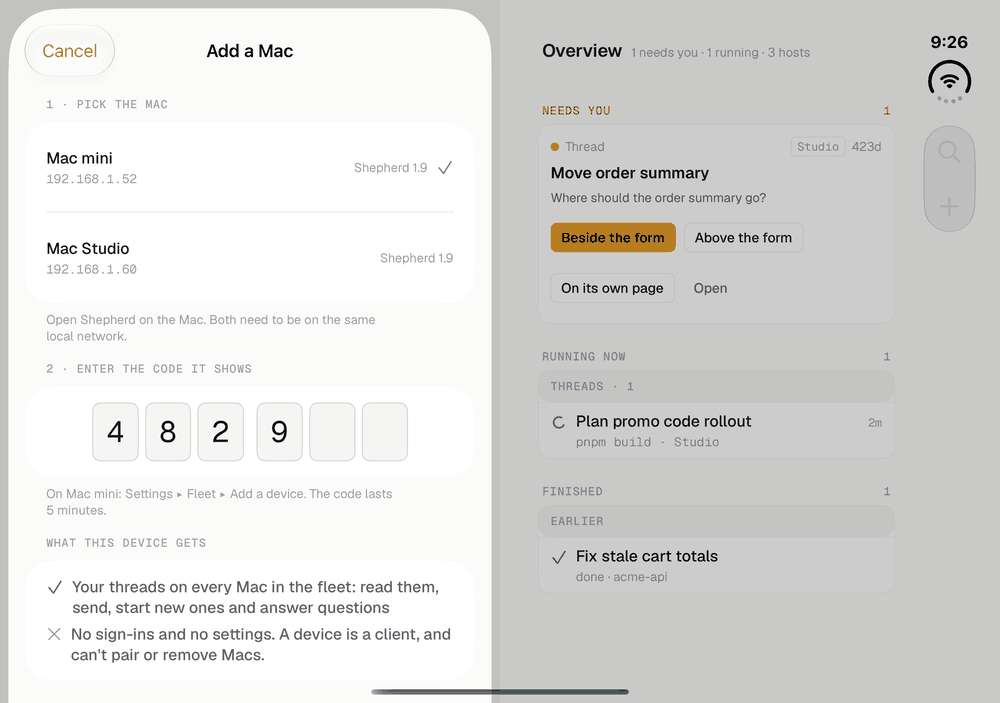 Cancel
Add a Mac
1 · PICK THE MAC
Mac mini
192.168.1.52
Shepherd 1.9
Mac Studio
192.168.1.60
Shepherd 1.9
Open Shepherd on the Mac. Both need to be on the same
local network.
2 · ENTER THE CODE IT SHOWS
4 8 2 9
On Mac mini: Settings ▸ Fleet ▸ Add a device. The code lasts
5 minutes.
WHAT THIS DEVICE GETS
Your threads on every Mac in the fleet: read them,
send, start new ones and answer questions
No sign-ins and no settings. A device is a client, and
can't pair or remove Macs.
Overview 1 needs you · 1 running · 3 hosts
9:26
NEEDS YOU 1
Thread Studio 423d
Move order summary
Where should the order summary go?
Beside the form Above the form
On its own page Open
RUNNING NOW 1
THREADS · 1
Plan promo code rollout 2m
pnpm build · Studio
FINISHED 1
EARLIER
Fix stale cart totals
done · acme-api